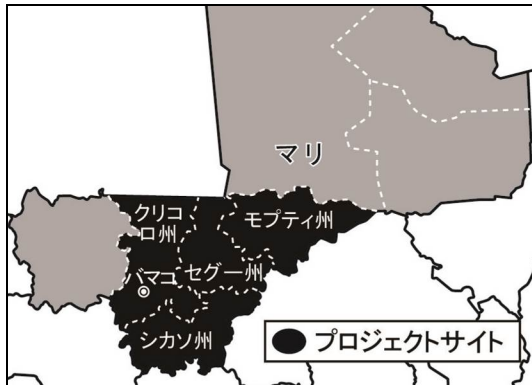 マリ
クリコ
ロ州
モプティ州
バマコ
セグー州
シカソ州
プロジェクトサイト